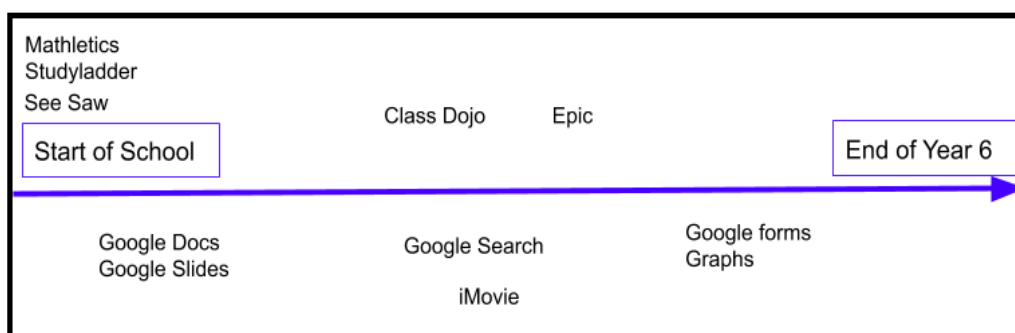 Mathletics
Studyladder
See Saw
Class Dojo
Epic
Start of School
End of Year 6
Google Docs
Google Slides
Google Search
iMovie
Google forms
Graphs